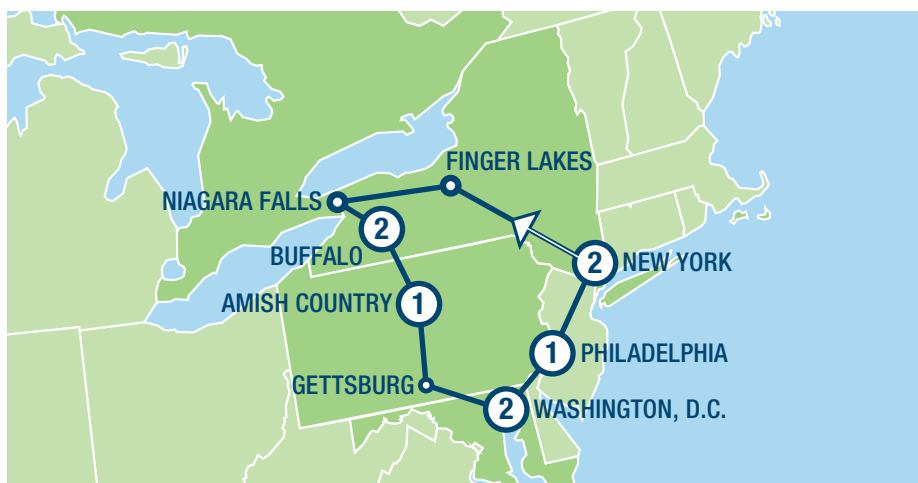 FINGER LAKES
NIAGARA FALLS
2
BUFFALO
2 NEW YORK
AMISH COUNTRY 1
1 PHILADELPHIA
GETTSBURG
2 WASHINGTON, D.C.